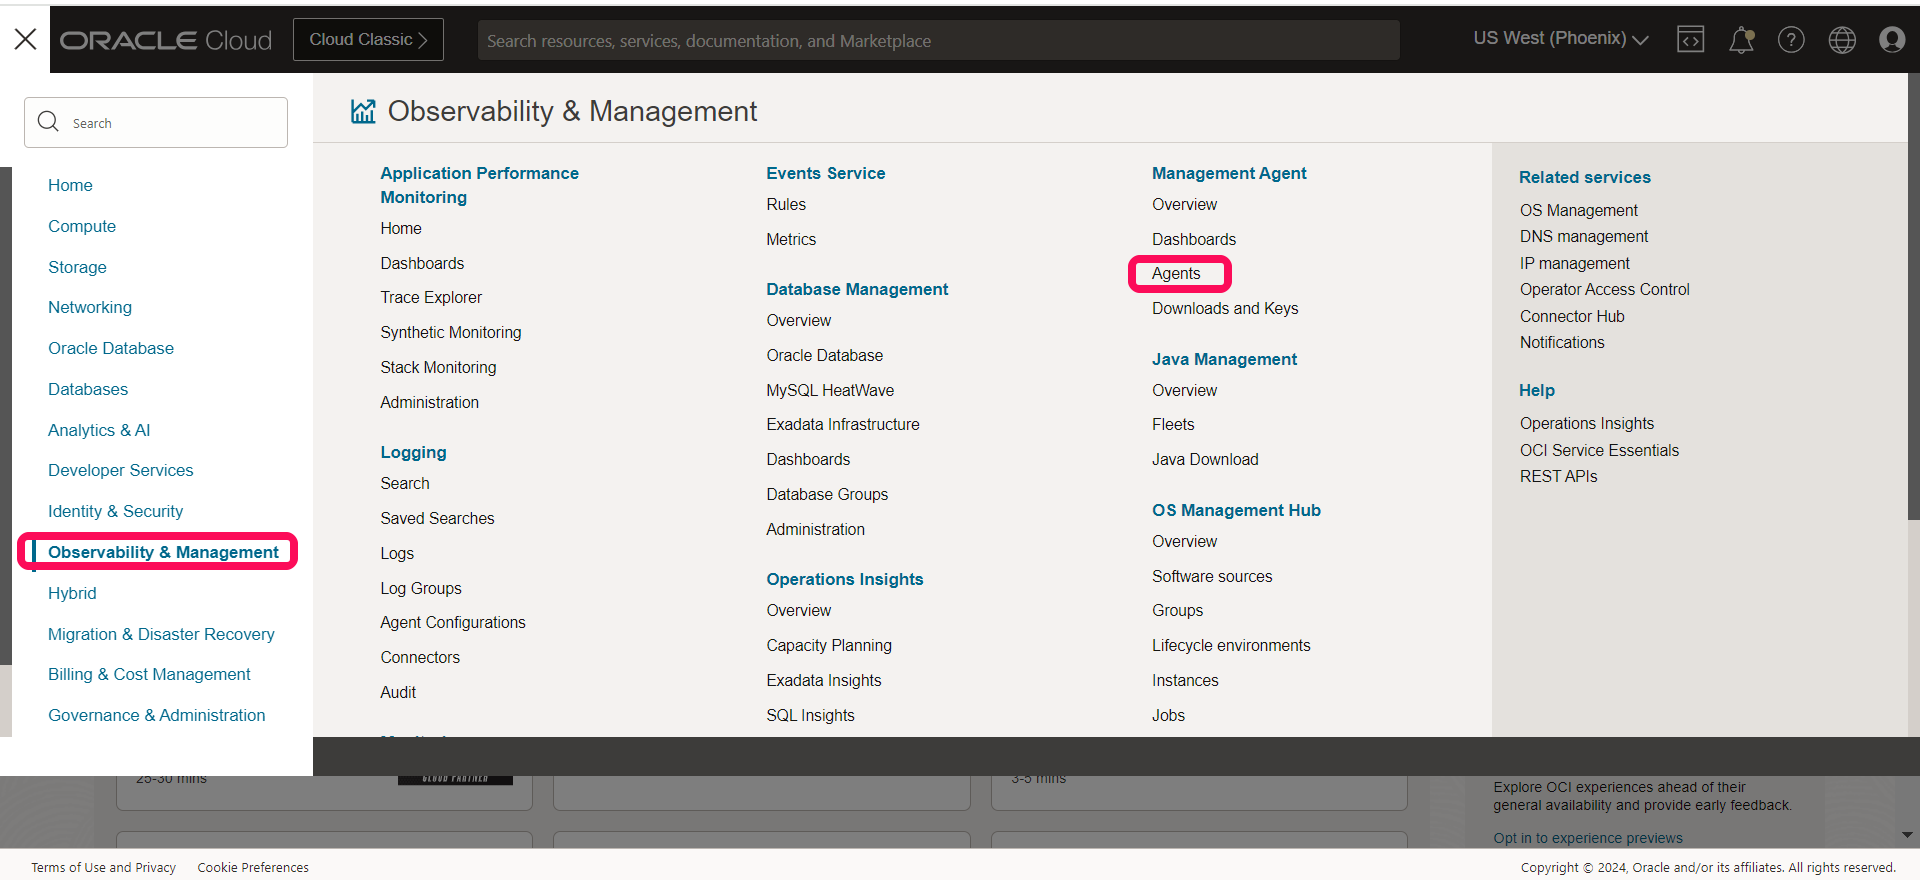 ORACLE Cloud
Cloud Classic
Search resources, services, documentation, and Marketplace
US West (Phoenix)
Search
Home
Compute
Storage
Networking
Oracle Database
Databases
Analytics & AI
Developer Services
Identity & Security
Observability & Management
Hybrid
Migration & Disaster Recovery
Billing & Cost Management
Governance & Administration
Observability & Management
Application Performance
Monitoring
Home
Dashboards
Trace Explorer
Synthetic Monitoring
Stack Monitoring
Administration
Logging
Search
Saved Searches
Logs
Log Groups
Agent Configurations
Connectors
Audit
Events Service
Rules
Metrics
Database Management
Overview
Oracle Database
MySQL HeatWave
Exadata Infrastructure
Dashboards
Database Groups
Administration
Operations Insights
Overview
Capacity Planning
Exadata Insights
SQL Insights
Management Agent
Overview
Dashboards
Agents
Downloads and Keys
Java Management
Overview
Fleets
Java Download
OS Management Hub
Overview
Software sources
Groups
Lifecycle environments
Instances
Jobs
Related services
OS Management
DNS management
IP management
Operator Access Control
Connector Hub
Notifications
Help
Operations Insights
OCI Service Essentials
REST APIs
25-30 mins
CLOUD PARTNER
3-5 mins
Explore OCI experiences ahead of their
general availability and provide early feedback.
Opt in to experience previews
Terms of Use and Privacy
Cookie Preferences
Copyright © 2024, Oracle and/or its affiliates. All rights reserved.